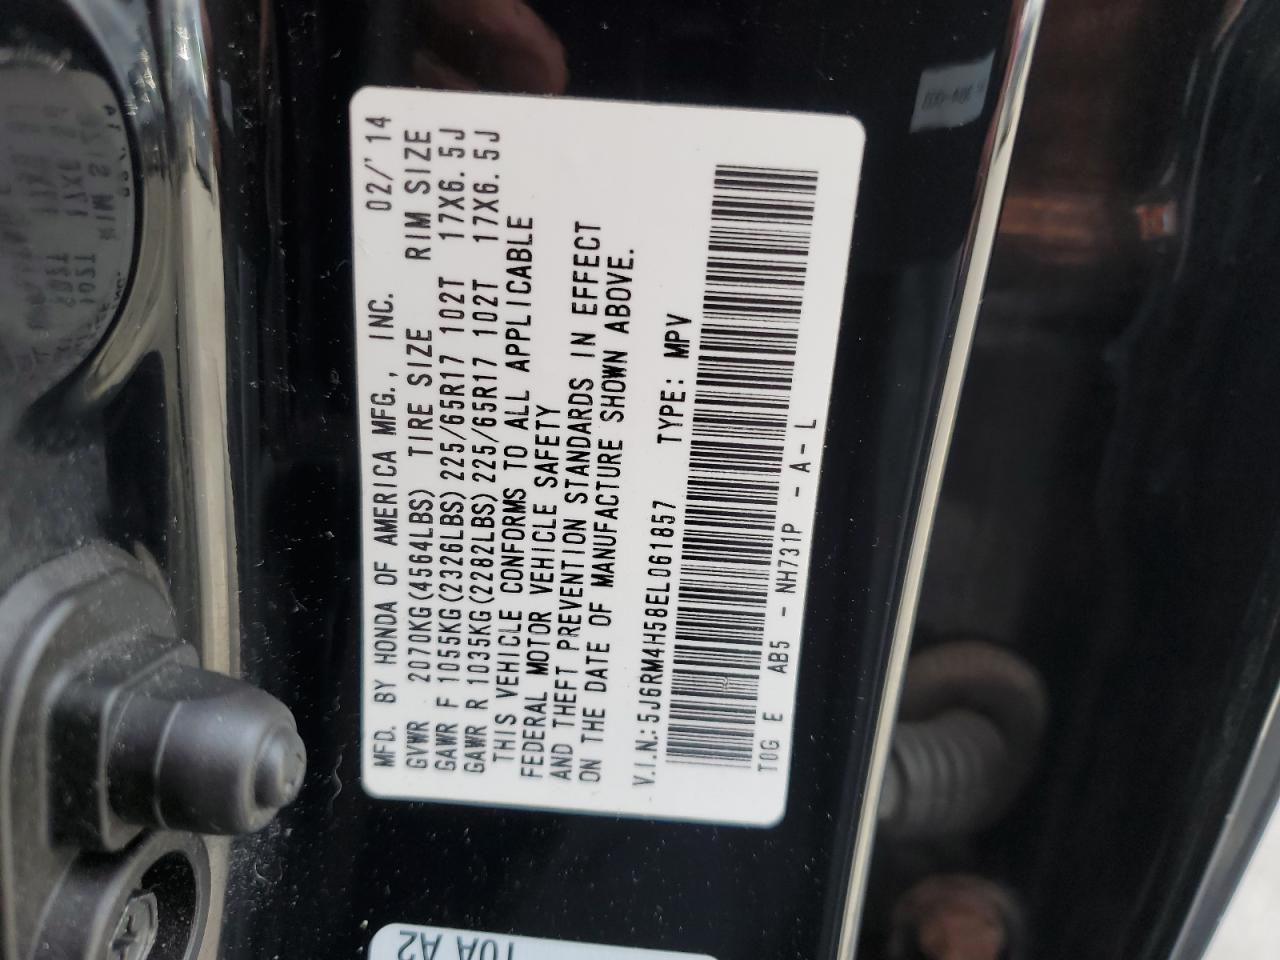 MFD. BY HONDA OF AMERICA MFG., INC. 02/'14
GVWR 2070KG(4564LBS) TIRE SIZE RIM SIZE
GAWR F 1055KG(2326LBS)225/65R17 102T 17X6.5J
GAWR R 1035KG(2282LBS)225/65R17 102T 17X6.5J
THIS VEHICLE CONFORMS TO ALL APPLICABLE
FEDERAL MOTOR VEHICLE SAFETY
AND THEFT PREVENTION STANDARDS IN EFFECT
ON THE DATE OF MANUFACTURE SHOWN ABOVE.
V.I.N.:5J6RM4H58EL061857 TYPE: MPV
T0G E AB5 - NH731P - A - L